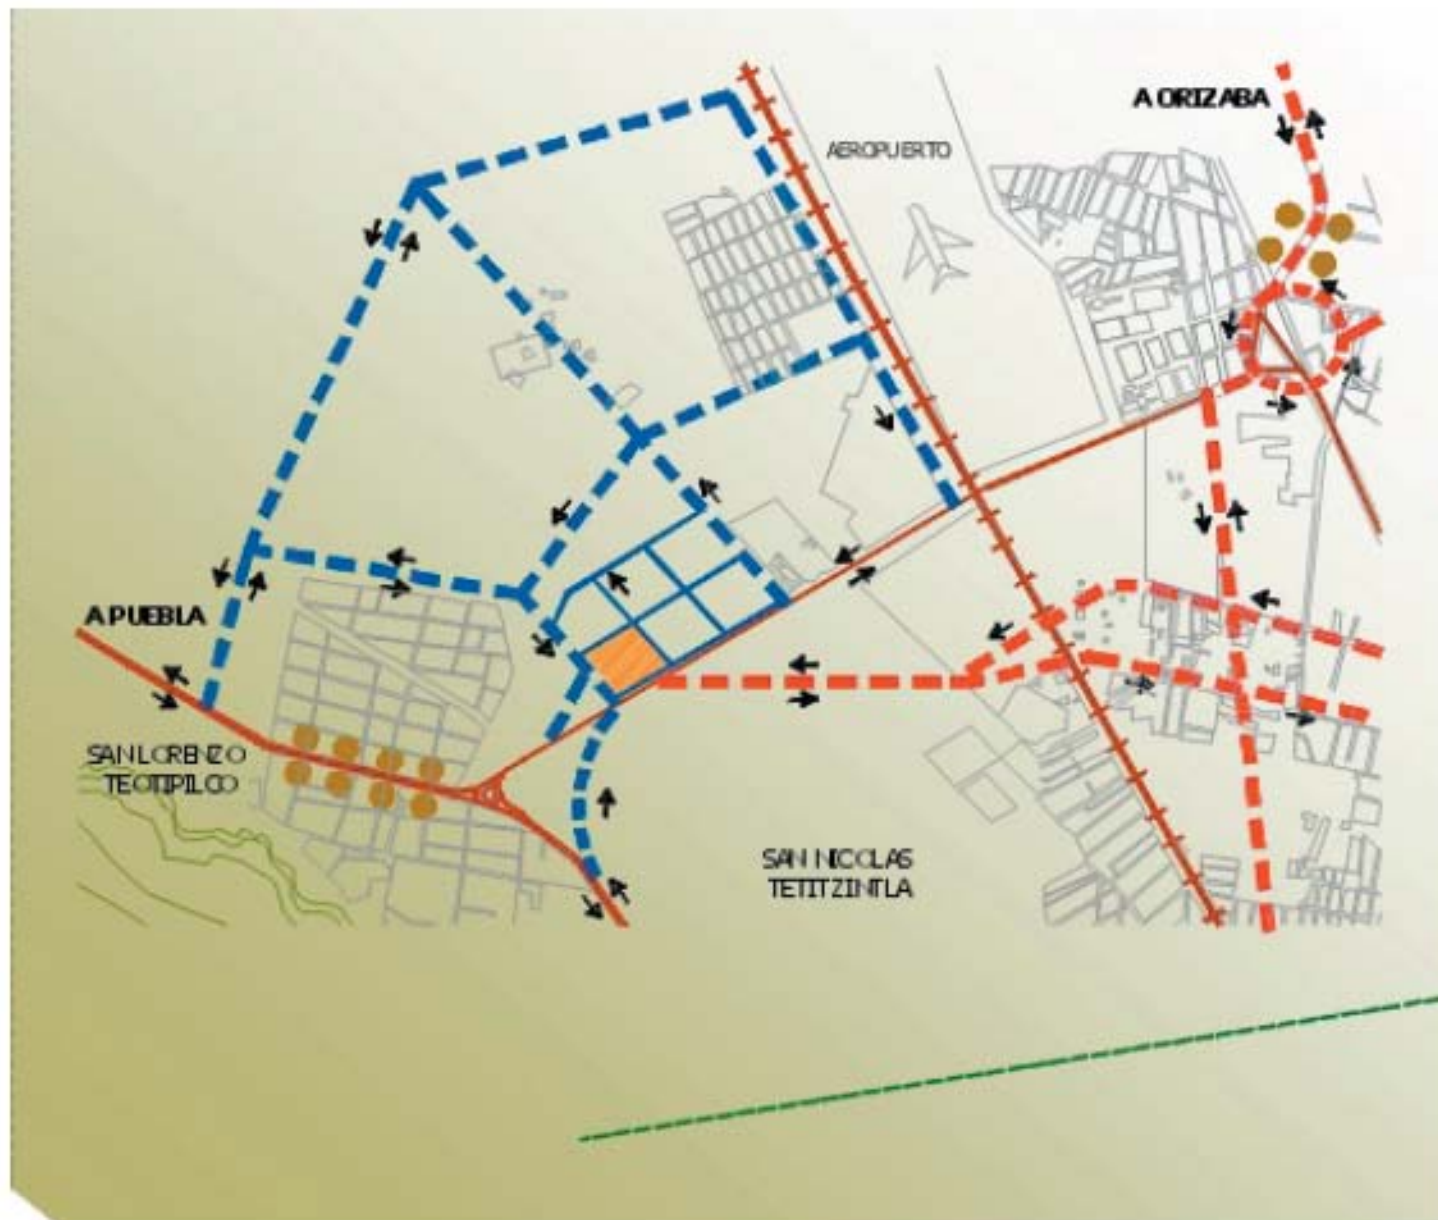 A ORIZABA
AEROPUERTO
A PUEBLA
SAN LORENZO
TEOTIPILCO
SAN NICOLAS
TETITZINTLA